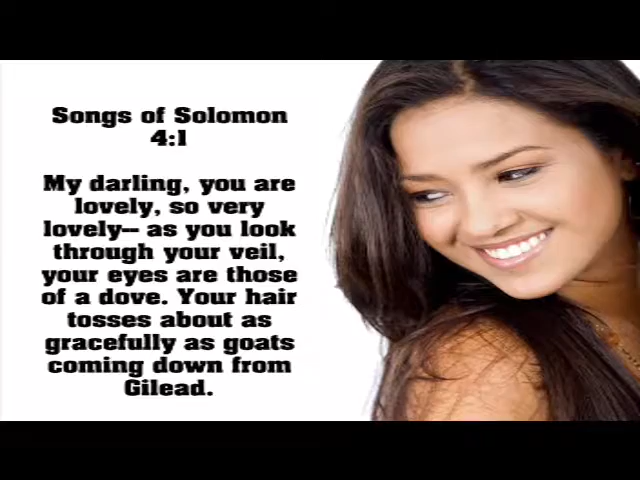 Songs of Solomon
4:1
My darling, you are
lovely, so very
lovely-- as you look
through your veil,
your eyes are those
of a dove. Your hair
tosses about as
gracefully as goats
coming down from
Gilead.